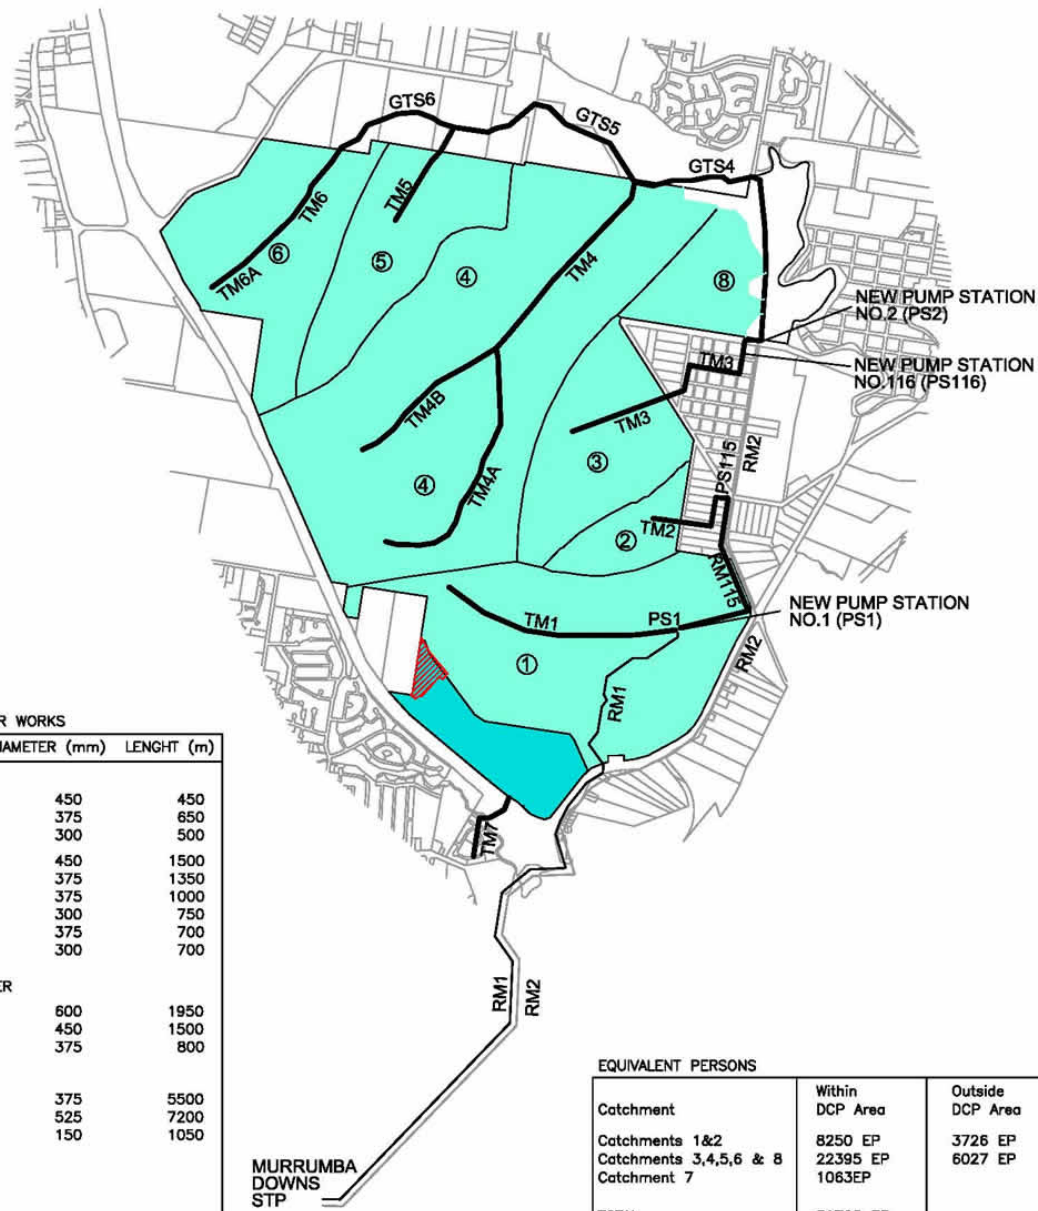 GTS6
GTS5
GTS4
TM5
TM6
TM6A
⑥
⑤
④
⑧
TM4
NEW PUMP STATION
NO.2 (PS2)
TM3
NEW PUMP STATION
NO.116 (PS116)
TM4B
TM3
③
PS115
RM2
④
TM4A
TM2
②
RM115
NEW PUMP STATION
NO.1 (PS1)
TM1
PS1
RM2
①
RM1
TM7
RM1
RM2
MURRUMBA
DOWNS
STP
R WORKS
AMETER (mm) LENGHT (m)
450 450
375 650
300 500
450 1500
375 1350
375 1000
300 750
375 700
300 700
ER
600 1950
450 1500
375 800
375 5500
525 7200
150 1050
EQUIVALENT PERSONS
Catchment Within DCP Area Outside DCP Area
Catchments 1&2 8250 EP 3726 EP
Catchments 3,4,5,6 & 8 22395 EP 6027 EP
Catchment 7 1063EP